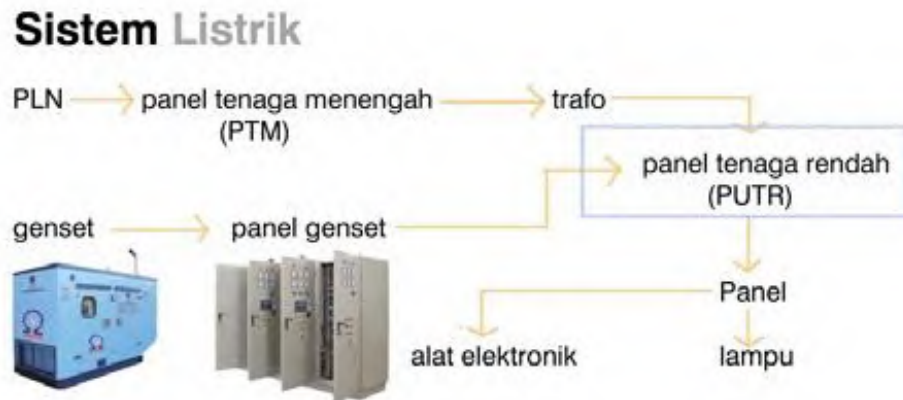 Sistem Listrik
PLN
panel tenaga menengah
(PTM)
trafo
panel tenaga rendah
(PUTR)
genset
panel genset
Panel
alat elektronik
lampu